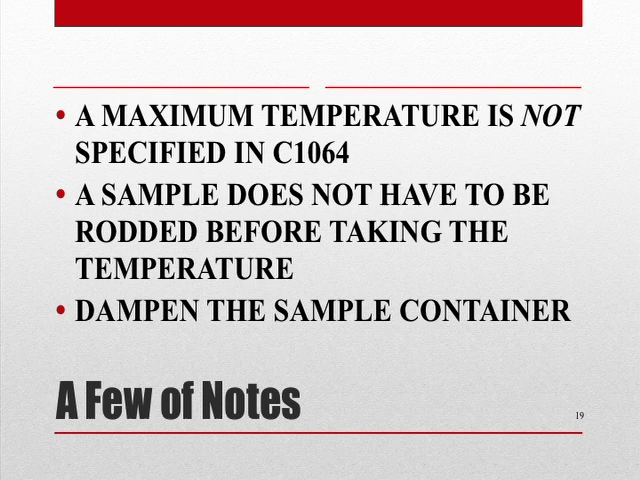 • A MAXIMUM TEMPERATURE IS NOT
SPECIFIED IN C1064
• A SAMPLE DOES NOT HAVE TO BE
RODDED BEFORE TAKING THE
TEMPERATURE
• DAMPEN THE SAMPLE CONTAINER
A Few of Notes
19